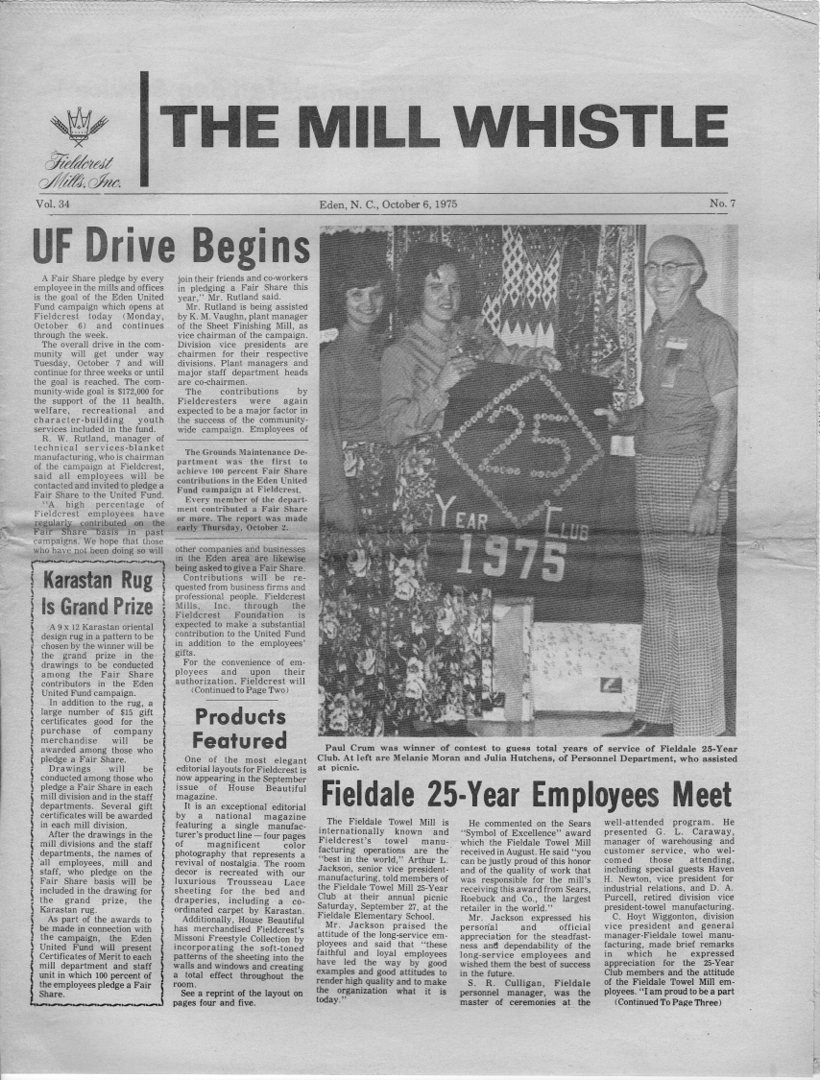 Fieldcrest
Mills, Inc.
THE MILL WHISTLE
Vol. 34
Eden, N. C., October 6, 1975
No. 7
UF Drive Begins
A Fair Share pledge by every
employee in the mills and offices
is the goal of the Eden United
Fund campaign which opens at
Fieldcrest today (Monday,
October 6) and continues
through the week.
The overall drive in the com-
munity will get under way
Tuesday, October 7 and will
continue for three weeks or until
the goal is reached. The com-
munity-wide goal is $172,000 for
the support of the 11 health,
welfare, recreational and
character-building youth
services included in the fund.
R. W. Rutland, manager of
technical services-blanket
manufacturing, who is chairman
of the campaign at Fieldcrest,
said all employees will be
contacted and invited to pledge a
Fair Share to the United Fund.
"A high percentage of
Fieldcrest employees have
regularly contributed on the
Fair Share basis in past
campaigns. We hope that those
who have not been doing so will
join their friends and co-workers
in pledging a Fair Share this
year," Mr. Rutland said.
Mr. Rutland is being assisted
by K. M. Vaughn, plant manager
of the Sheet Finishing Mill, as
vice chairman of the campaign.
Division vice presidents are
chairmen for their respective
divisions. Plant managers and
major staff department heads
are co-chairmen.
The contributions by
Fieldcresters were again
expected to be a major factor in
the success of the community-
wide campaign. Employees of
The Grounds Maintenance De-
partment was the first to
achieve 100 percent Fair Share
contributions in the Eden United
Fund campaign at Fieldcrest.
Every member of the depart-
ment contributed a Fair Share
or more. The report was made
early Thursday, October 2.
other companies and businesses
in the Eden area are likewise
being asked to give a Fair Share.
Contributions will be re-
quested from business firms and
professional people. Fieldcrest
Mills, Inc. through the
Fieldcrest Foundation is
expected to make a substantial
contribution to the United Fund
in addition to the employees'
gifts.
For the convenience of em-
ployees and upon their
authorization, Fieldcrest will
(Continued to Page Two)
Karastan Rug
Is Grand Prize
A 9 x 12 Karastan oriental
design rug in a pattern to be
chosen by the winner will be
the grand prize in the
drawings to be conducted
among the Fair Share
contributors in the Eden
United Fund campaign.
In addition to the rug, a
large number of $15 gift
certificates good for the
purchase of company
merchandise will be
awarded among those who
pledge a Fair Share.
Drawings will be
conducted among those who
pledge a Fair Share in each
mill division and in the staff
departments. Several gift
certificates will be awarded
in each mill division.
After the drawings in the
mill divisions and the staff
departments, the names of
all employees, mill and
staff, who pledge on the
Fair Share basis will be
included in the drawing for
the grand prize, the
Karastan rug.
As part of the awards to
be made in connection with
the campaign, the Eden
United Fund will present
Certificates of Merit to each
mill department and staff
unit in which 100 percent of
the employees pledge a Fair
Share.
Products
Featured
One of the most elegant
editorial layouts for Fieldcrest is
now appearing in the September
issue of House Beautiful
magazine.
It is an exceptional editorial
by a national magazine
featuring a single manufac-
turer's product line — four pages
of magnificent color
photography that represents a
revival of nostalgia. The room
decor is recreated with our
luxurious Trousseau Lace
sheeting for the bed and
draperies, including a co-
ordinated carpet by Karastan.
Additionally, House Beautiful
has merchandised Fieldcrest's
Missoni Freestyle Collection by
incorporating the soft-toned
patterns of the sheeting into the
walls and windows and creating
a total effect throughout the
room.
See a reprint of the layout on
pages four and five.
25
YEAR CLUB
1975
Paul Crum was winner of contest to guess total years of service of Fieldale 25-Year
Club. At left are Melanie Moran and Julia Hutchens, of Personnel Department, who assisted
at picnic.
Fieldale 25-Year Employees Meet
The Fieldale Towel Mill is
internationally known and
Fieldcrest's towel manu-
facturing operations are the
"best in the world," Arthur L.
Jackson, senior vice president-
manufacturing, told members of
the Fieldale Towel Mill 25-Year
Club at their annual picnic
Saturday, September 27, at the
Fieldale Elementary School.
Mr. Jackson praised the
attitude of the long-service em-
ployees and said that "these
faithful and loyal employees
have led the way by good
examples and good attitudes to
render high quality and to make
the organization what it is
today."
He commented on the Sears
"Symbol of Excellence" award
which the Fieldale Towel Mill
received in August. He said "you
can be justly proud of this honor
and of the quality of work that
was responsible for the mill's
receiving this award from Sears,
Roebuck and Co., the largest
retailer in the world."
Mr. Jackson expressed his
personal and official
appreciation for the steadfast-
ness and dependability of the
long-service employees and
wished them the best of success
in the future.
S. R. Culligan, Fieldale
personnel manager, was the
master of ceremonies at the
well-attended program. He
presented G. L. Caraway,
manager of warehousing and
customer service, who wel-
comed those attending,
including special guests Haven
H. Newton, vice president for
industrial relations, and D. A.
Purcell, retired division vice
president-towel manufacturing.
C. Hoyt Wiggonton, division
vice president and general
manager-Fieldale towel manu-
facturing, made brief remarks
in which he expressed
appreciation for the 25-Year
Club members and the attitude
of the Fieldale Towel Mill em-
ployees. "I am proud to be a part
(Continued To Page Three)